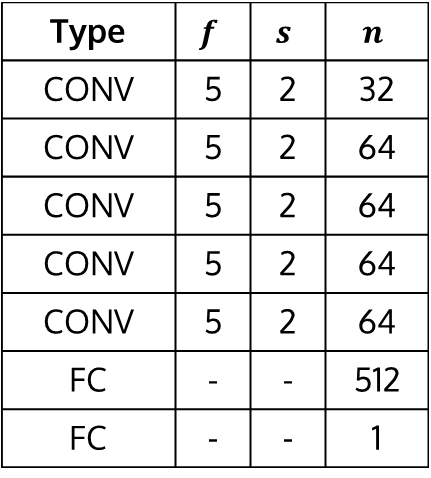 Type f s n
CONV 5 2 32
CONV 5 2 64
CONV 5 2 64
CONV 5 2 64
CONV 5 2 64
FC - - 512
FC - - 1